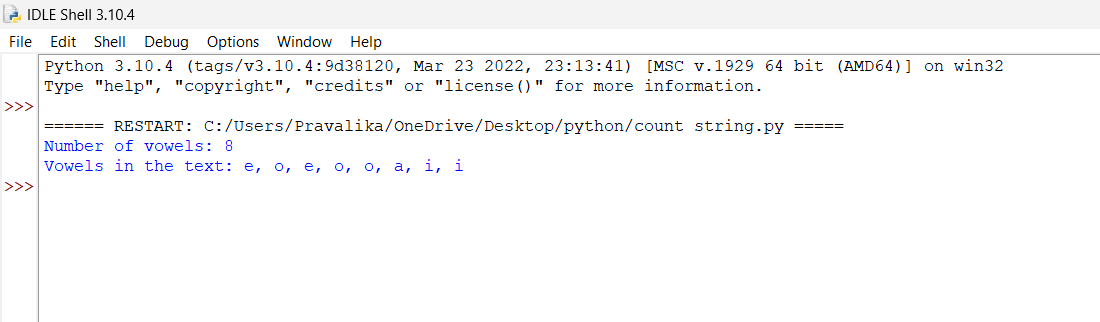 IDLE Shell 3.10.4
File Edit Shell Debug Options Window Help
Python 3.10.4 (tags/v3.10.4:9d38120, Mar 23 2022, 23:13:41) [MSC v.1929 64 bit (AMD64)] on win32
Type "help", "copyright", "credits" or "license()" for more information.
>>>
====== RESTART: C:/Users/Pravalika/OneDrive/Desktop/python/count string.py =====
Number of vowels: 8
Vowels in the text: e, o, e, o, o, a, i, i
>>>